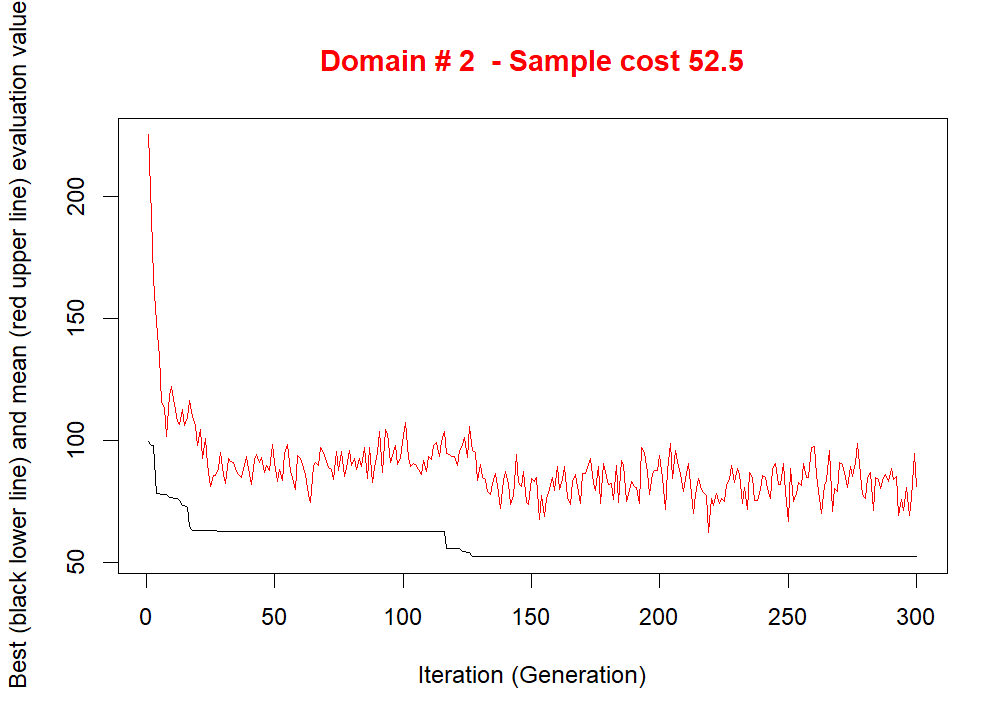 Domain # 2  - Sample cost 52.5
Best (black lower line) and mean (red upper line) evaluation value
200
150
100
50
0 50 100 150 200 250 300
Iteration (Generation)